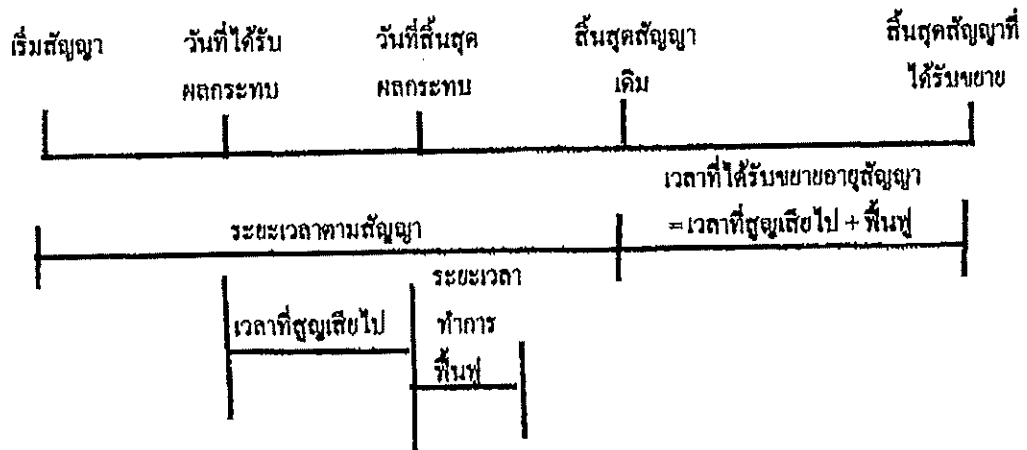 เริ่มสัญญา
วันที่ได้รับ
ผลกระทบ
วันที่สิ้นสุด
ผลกระทบ
สิ้นสุดสัญญา
เดิม
สิ้นสุดสัญญาที่
ได้รับขยาย
เวลาที่ได้รับขยายอายุสัญญา
=เวลาที่สูญเสียไป + ฟื้นฟู
ระยะเวลาตามสัญญา
เวลาที่สูญเสียไป
ระยะเวลา
ทำการ
ฟื้นฟู